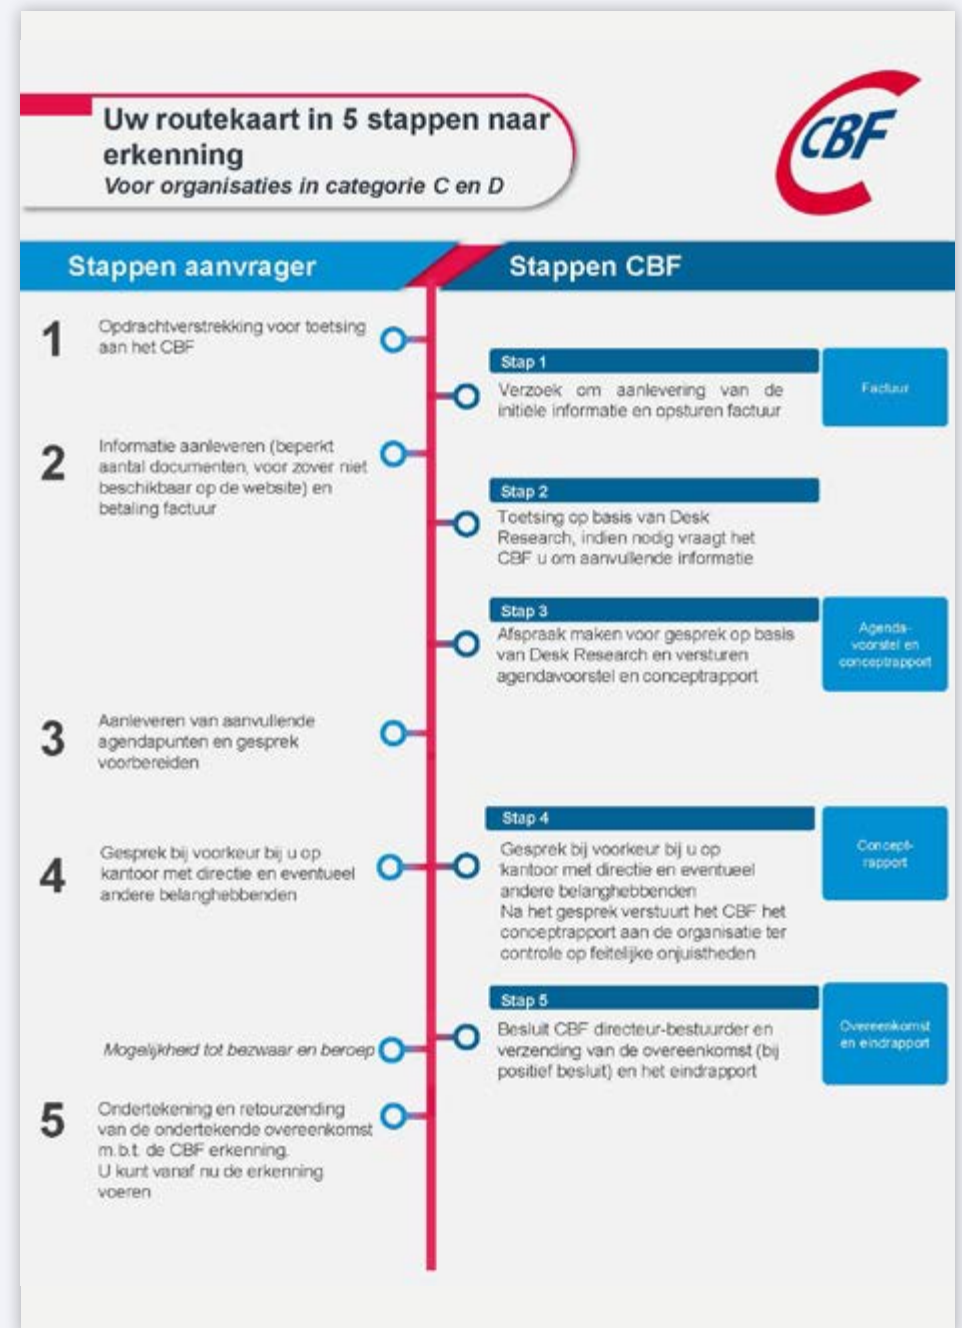 Uw routekaart in 5 stappen naar
erkenning
Voor organisaties in categorie C en D
CBF
Stappen aanvrager
Stappen CBF
1
Opdrachtverstrekking voor toetsing
aan het CBF
Stap 1
Verzoek om aanlevering van de
initiële informatie en opsturen factuur
Factuur
2
Informatie aanleveren (beperkt
aantal documenten, voor zover niet
beschikbaar op de website) en
betaling factuur
Stap 2
Toetsing op basis van Desk
Research, indien nodig vraagt het
CBF u om aanvullende informatie
Stap 3
Afspraak maken voor gesprek op basis
van Desk Research en versturen
agendavoorstel en conceptrapport
Agenda-
voorstel en
conceptrapport
3
Aanleveren van aanvullende
agendapunten en gesprek
voorbereiden
4
Gesprek bij voorkeur bij u op
kantoor met directie en eventueel
andere belanghebbenden
Stap 4
Gesprek bij voorkeur bij u op
kantoor met directie en eventueel
andere belanghebbenden
Na het gesprek verstuurt het CBF het
conceptrapport aan de organisatie ter
controle op feitelijke onjuistheden
Concept-
rapport
Stap 5
Besluit CBF directeur-bestuurder en
verzending van de overeenkomst (bij
positief besluit) en het eindrapport
Overeenkomst
en eindrapport
Mogelijkheid tot bezwaar en beroep
5
Ondertekening en retourzending
van de ondertekende overeenkomst
m.b.t. de CBF erkenning.
U kunt vanaf nu de erkenning
voeren